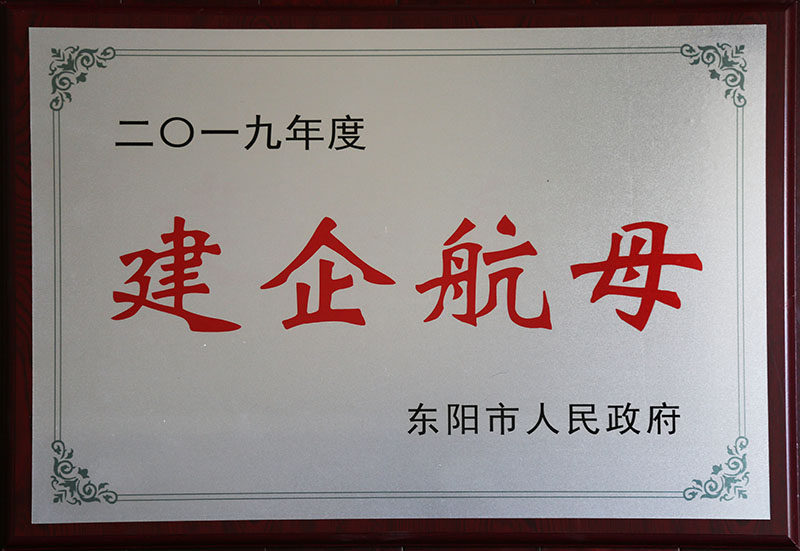 二〇一九年度
建企航母
东阳市人民政府